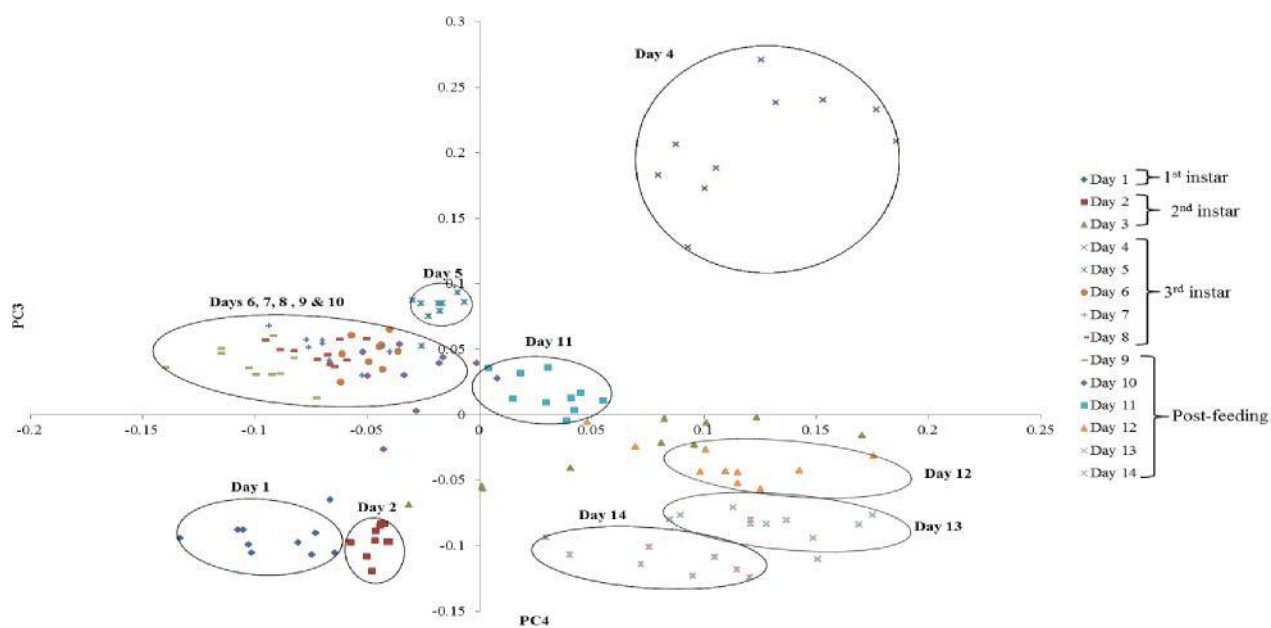 0.3
Day 4
0.25
0.2
0.15
Day 5
0.1
Days 6, 7, 8 , 9 & 10
PC3
0.05
Day 11
0
-0.2
-0.15
-0.1
-0.05
0
0.05
0.1
0.15
0.2
0.25
-0.05
Day 12
Day 1
Day 2
Day 14
Day 13
-0.1
-0.15
PC4
Day 1
1st instar
Day 2
2nd instar
Day 3
Day 4
Day 5
Day 6
3rd instar
Day 7
Day 8
Day 9
Day 10
Day 11
Post-feeding
Day 12
Day 13
Day 14